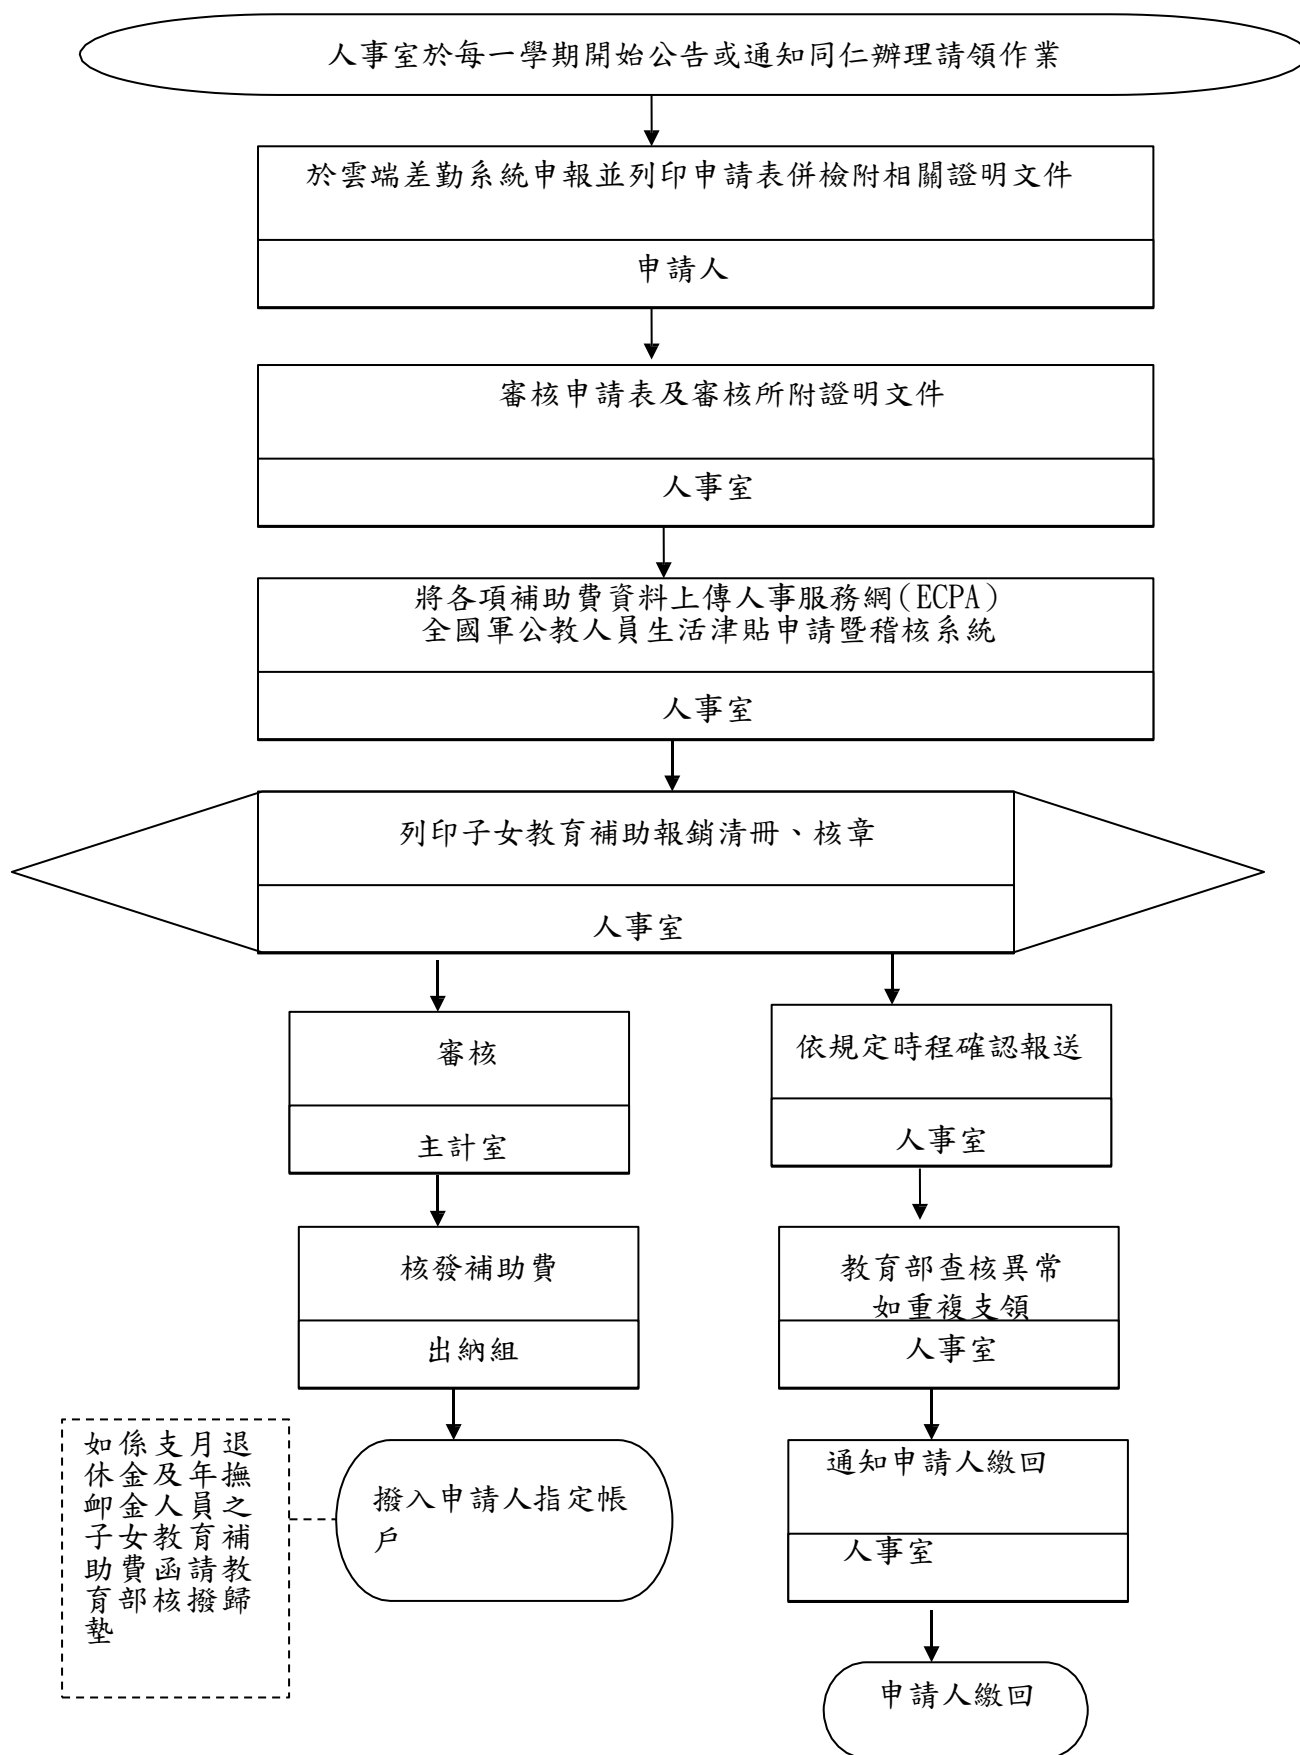 人事室於每一學期開始公告或通知同仁辦理請領作業
於雲端差勤系統申報並列印申請表併檢附相關證明文件
申請人
審核申請表及審核所附證明文件
人事室
將各項補助費資料上傳人事服務網(ECPA)
全國軍公教人員生活津貼申請暨稽核系統
人事室
列印子女教育補助報銷清冊、核章
人事室
審核
主計室
核發補助費
出納組
撥入申請人指定帳
戶
如係支月退
休金及年撫
卹金人員之
子女教育補
助費函請教
育部核撥歸
墊
依規定時程確認報送
人事室
教育部查核異常
如重複支領
人事室
通知申請人繳回
人事室
申請人繳回